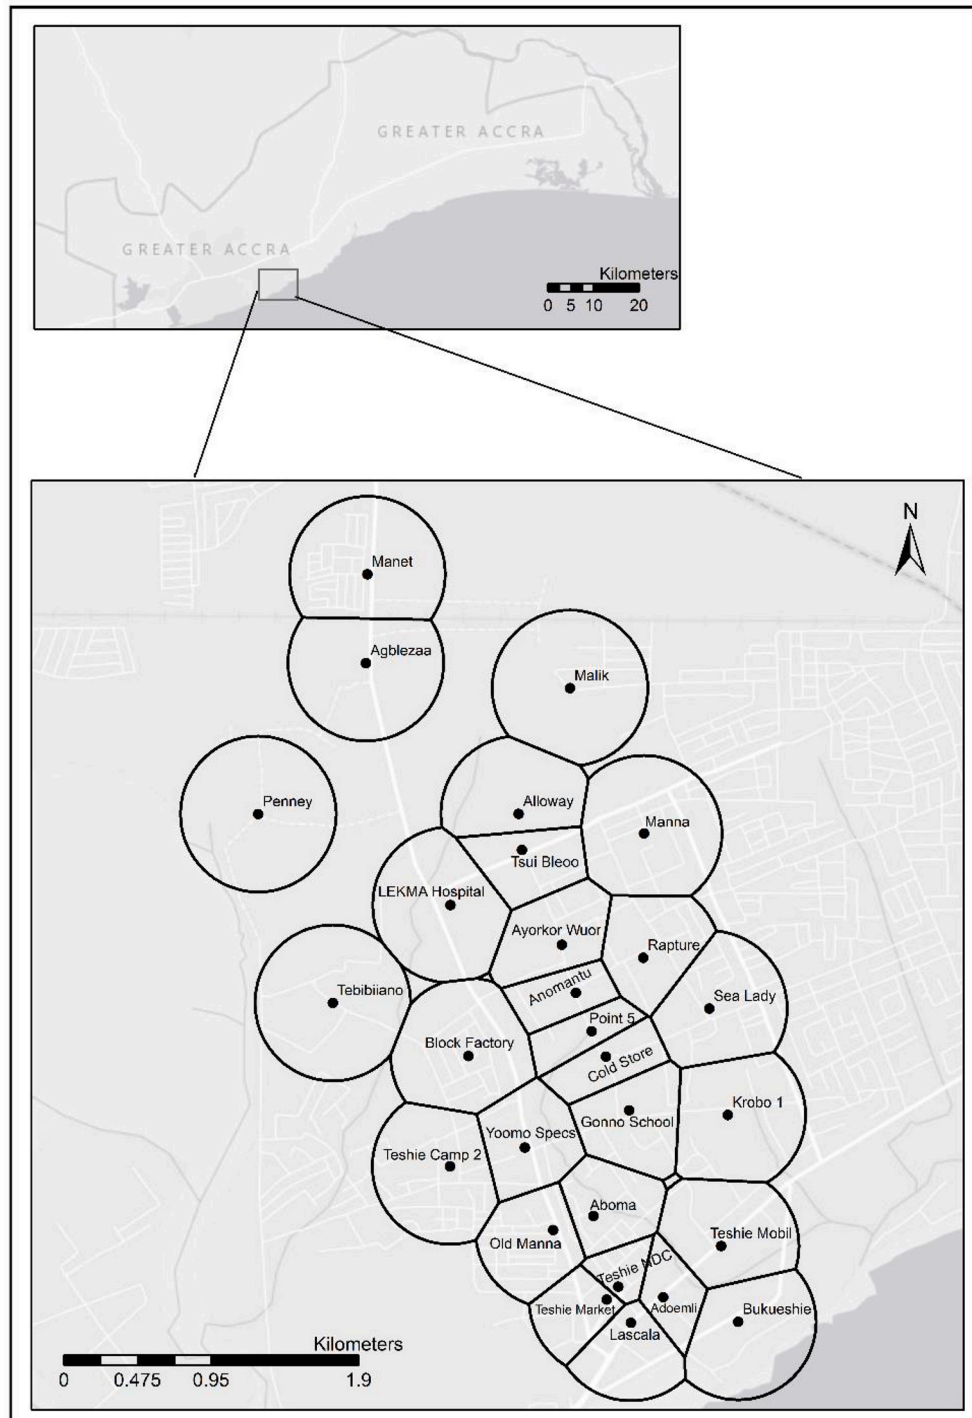 GREATER ACCRA
GREATER ACCRA
Kilometers
0 5 10 20
N
Manet
Agblezaa
Malik
Penney
Alloway
Manna
Tsui Bleoo
LEKMA Hospital
Ayorkor Wuor
Rapture
Anomantu
Tebibiiano
Sea Lady
Point 5
Block Factory
Cold Store
Krobo 1
Gonno School
Yoomo Specs
Teshie Camp 2
Aboma
Teshie Mobil
Old Manna
Teshie NDC
Teshie Market
Adoemli
Bukueshie
Lascala
Kilometers
0 0.475 0.95 1.9